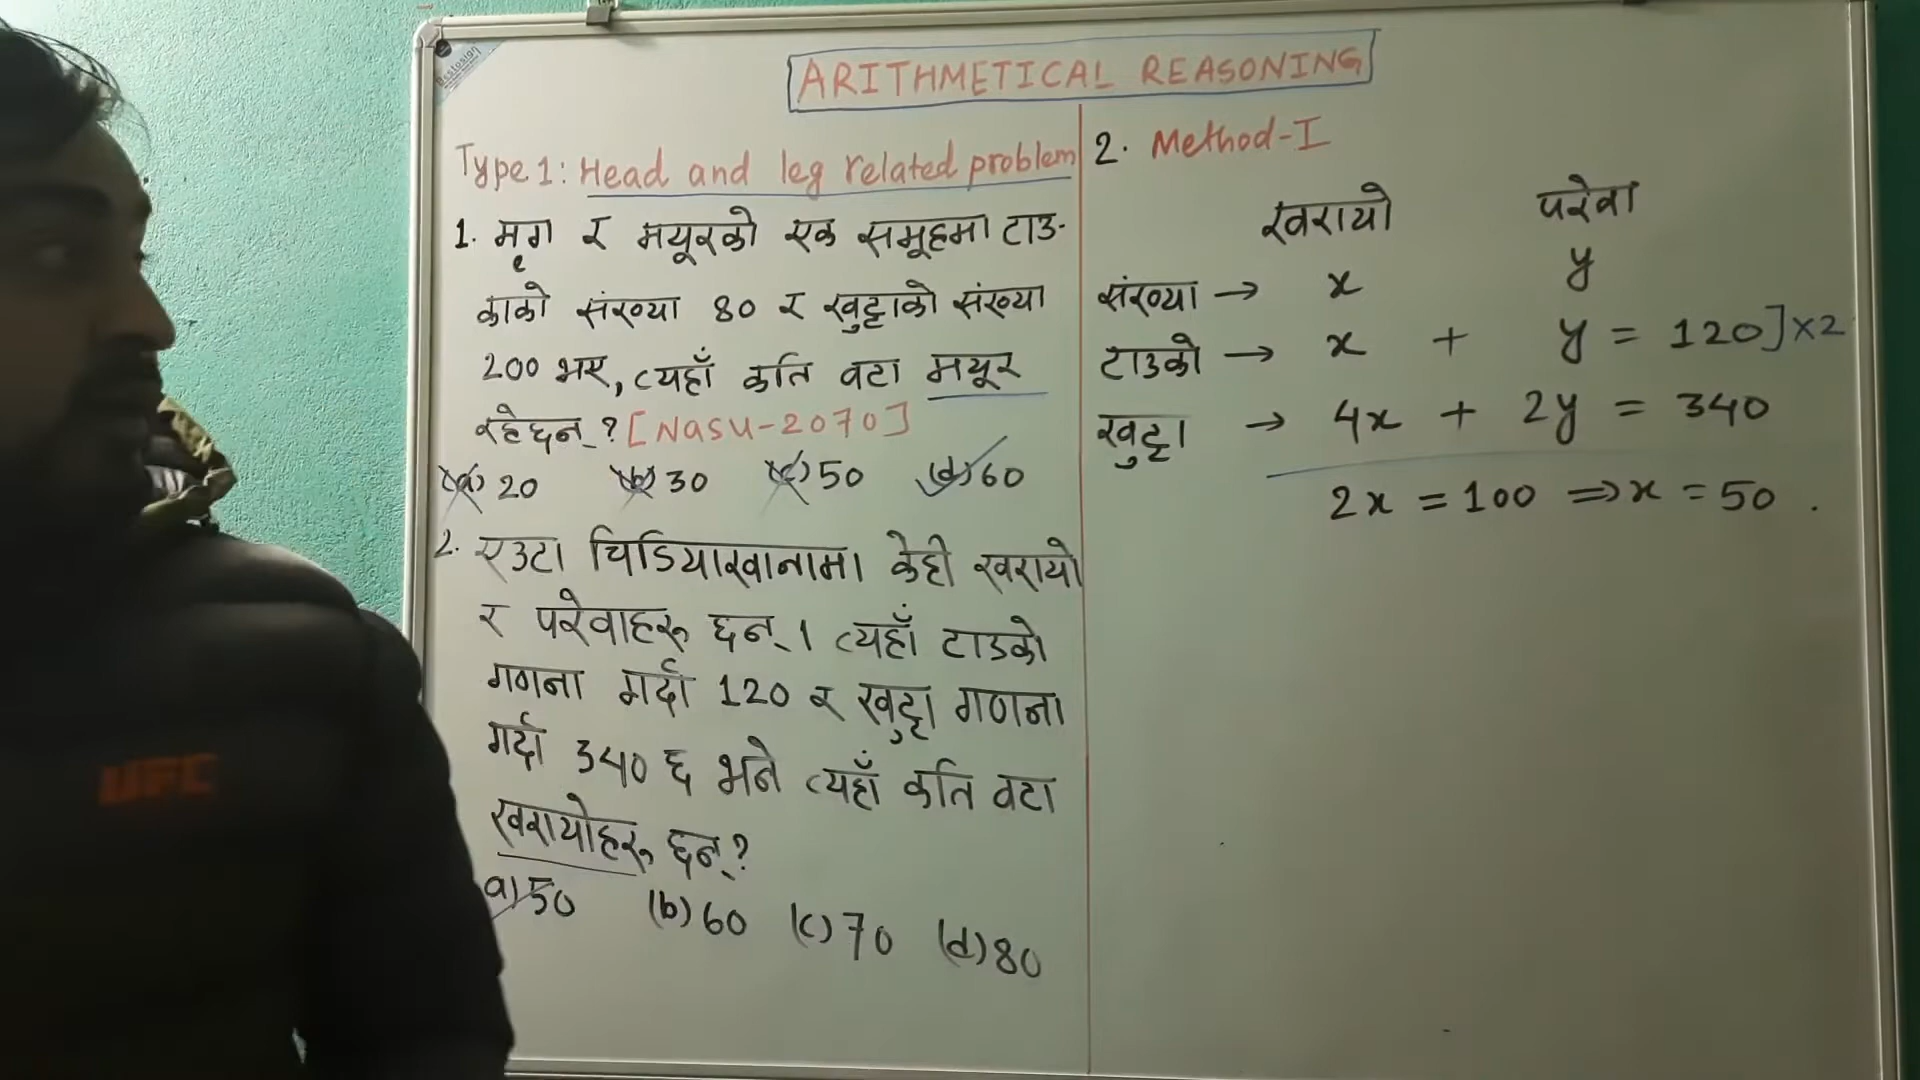 Bestosign
ARITHMETICAL REASONING
Type 1: Head and leg related problem
1. मृग र मयूरको एक समूहमा टाउ-
काको संख्या 80 र खुट्टाको संख्या
200 भए, त्यहाँ कति वटा मयूर
रहेछन्? [NASU-2070]
(a) 20 (b) 30 (c) 50 (d) 60
2. एउटा चिडियाखानामा केही खरायो
र परेवाहरू छन्। त्यहाँ टाउको
गणना गर्दा 120 र खुट्टा गणना
गर्दा 340 छ भने त्यहाँ कति वटा
खरायोहरू छन्?
a) 50 (b) 60 (c) 70 (d) 80
2. Method-I
खरायो परेवा
संख्या → x y
टाउको → x + y = 120]×2
खुट्टा → 4x + 2y = 340
2x = 100 ⇒ x = 50.
UFC